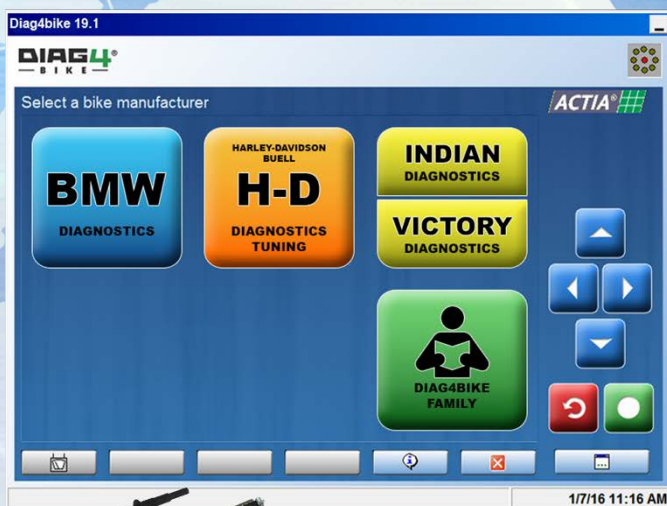 Diag4bike 19.1
DIAG4®
BIKE
Select a bike manufacturer
ACTIA®
BMW
DIAGNOSTICS
HARLEY-DAVIDSON
BUELL
H-D
DIAGNOSTICS
TUNING
INDIAN
DIAGNOSTICS
VICTORY
DIAGNOSTICS
DIAG4BIKE
FAMILY
1/7/16 11:16 AM